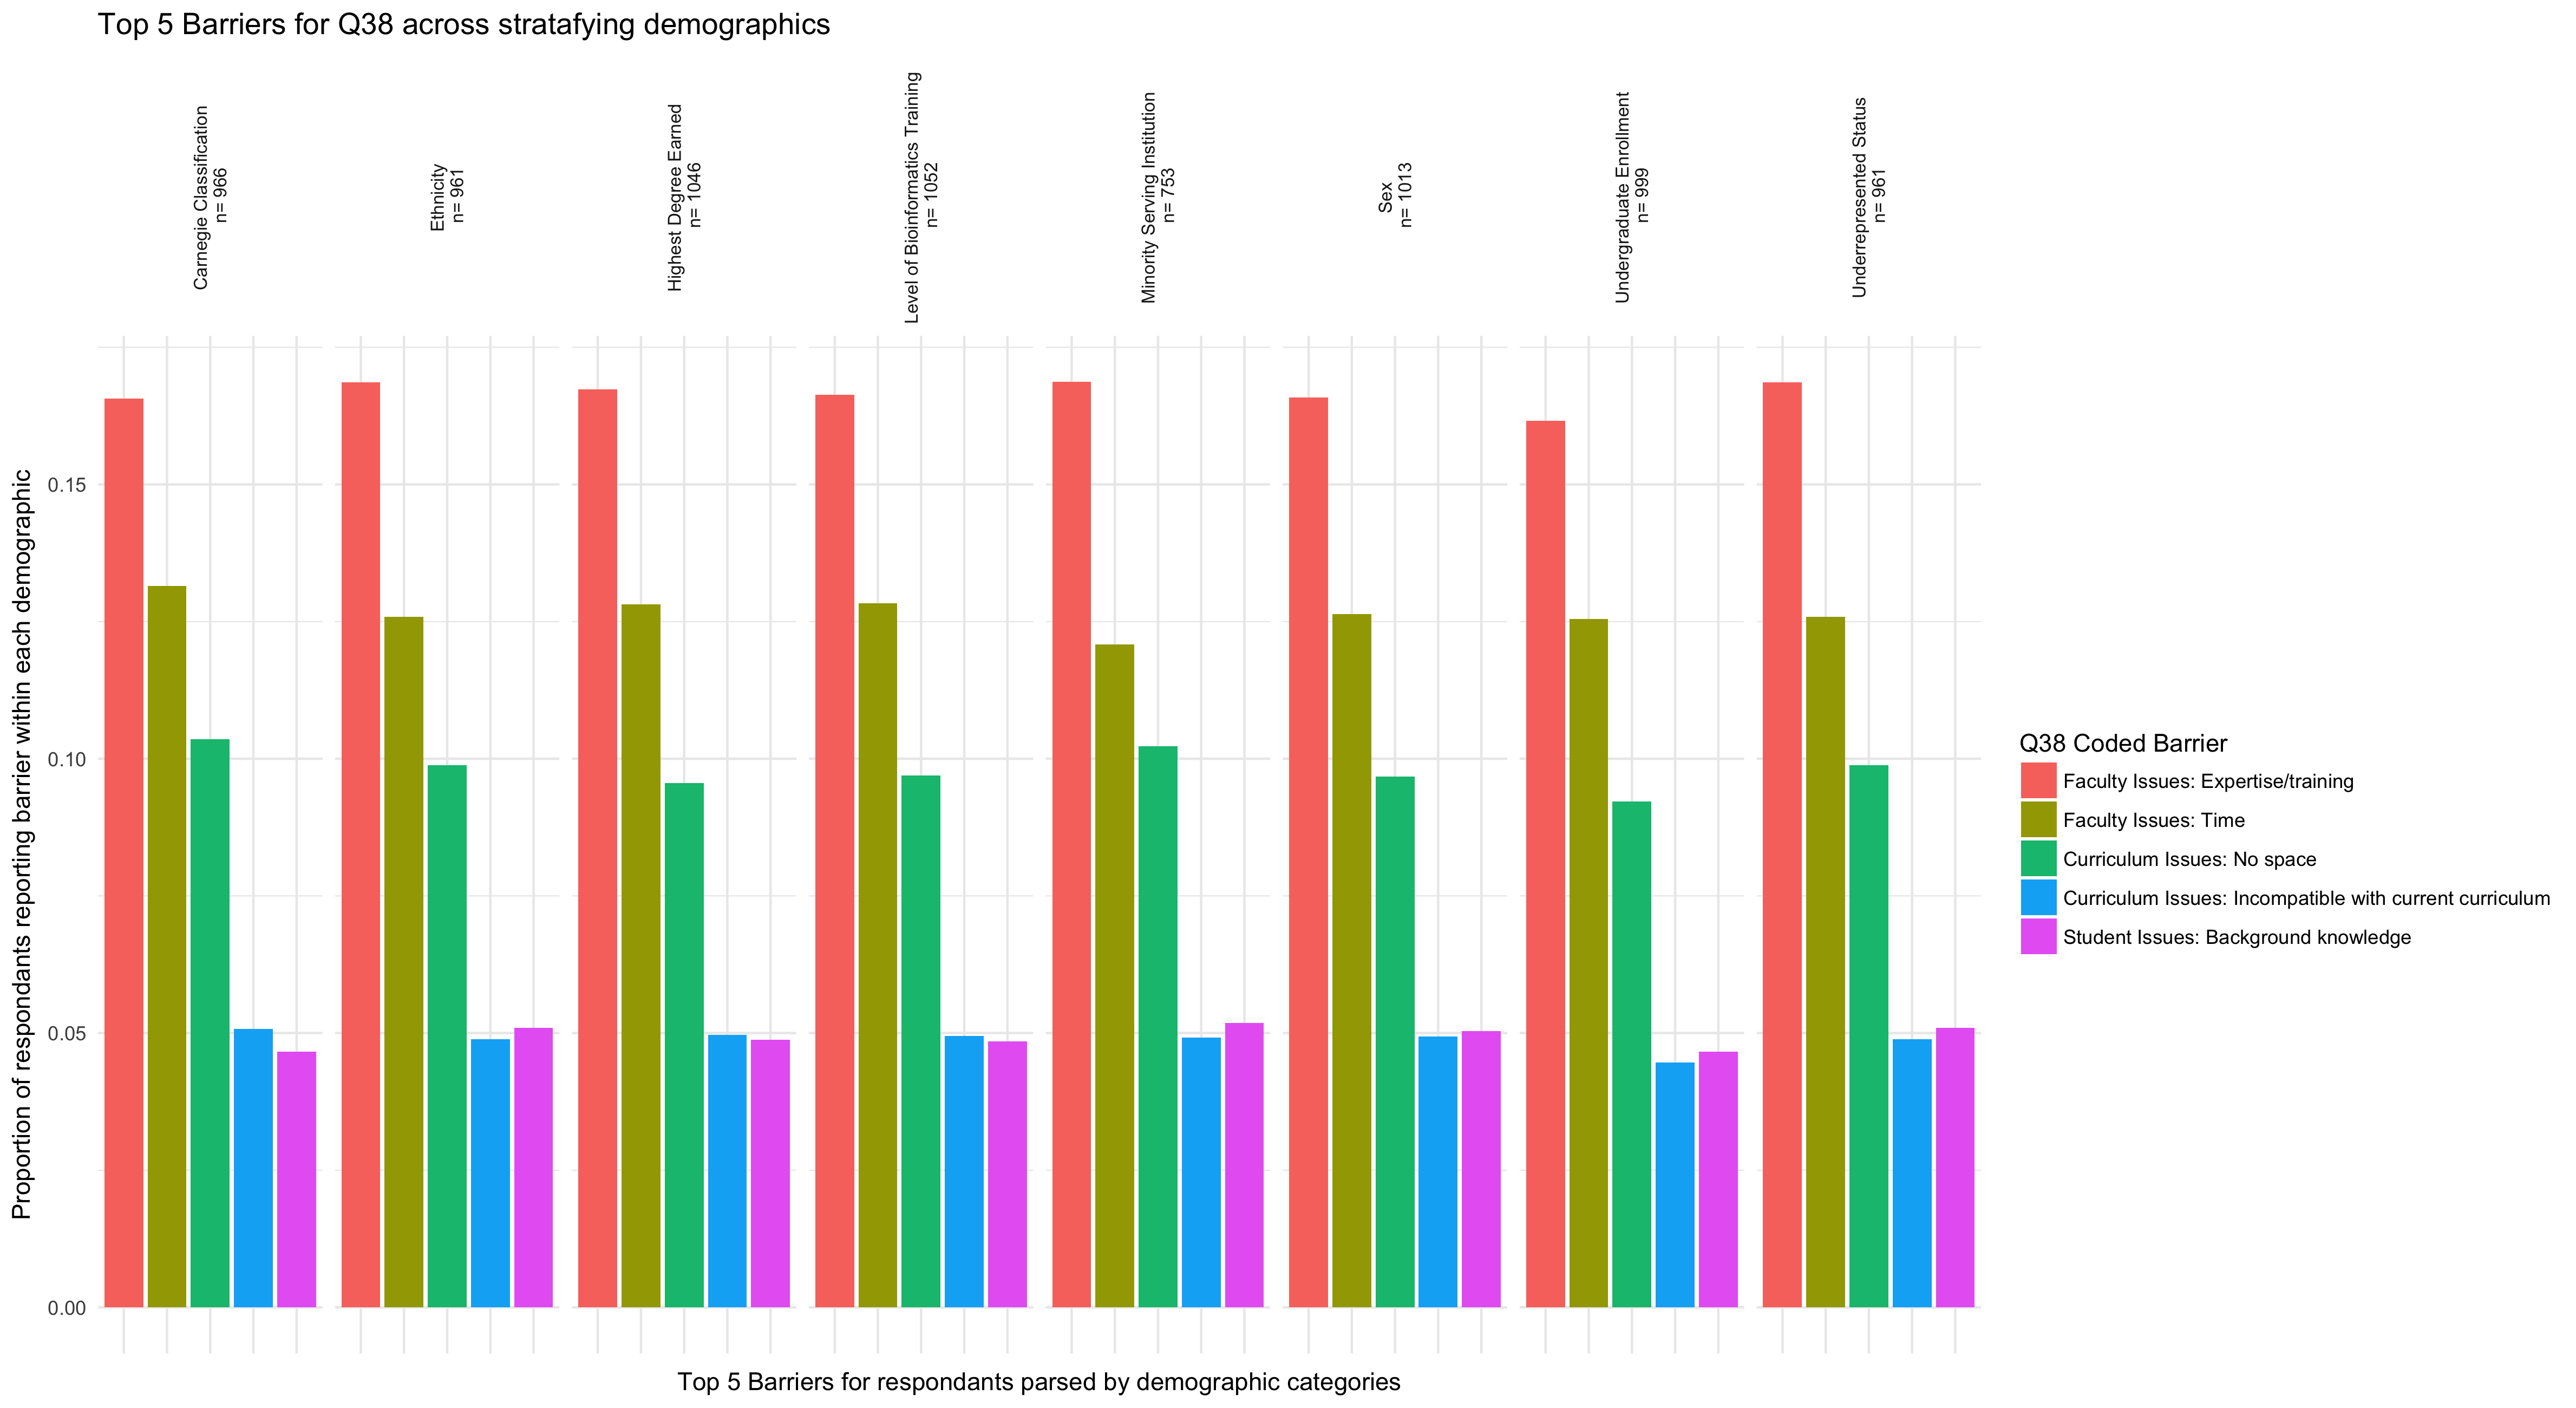 Top 5 Barriers for Q38 across stratafying demographics
Carnegie Classification
n= 966
Ethnicity
n= 961
Highest Degree Earned
n= 1046
Level of Bioinformatics Training
n= 1052
Minority Serving Institution
n= 753
Sex
n= 1013
Undergraduate Enrollment
n= 999
Underrepresented Status
n= 961
Proportion of respondants reporting barrier within each demographic
0.15
0.10
0.05
0.00
Top 5 Barriers for respondants parsed by demographic categories
Q38 Coded Barrier
Faculty Issues: Expertise/training
Faculty Issues: Time
Curriculum Issues: No space
Curriculum Issues: Incompatible with current curriculum
Student Issues: Background knowledge